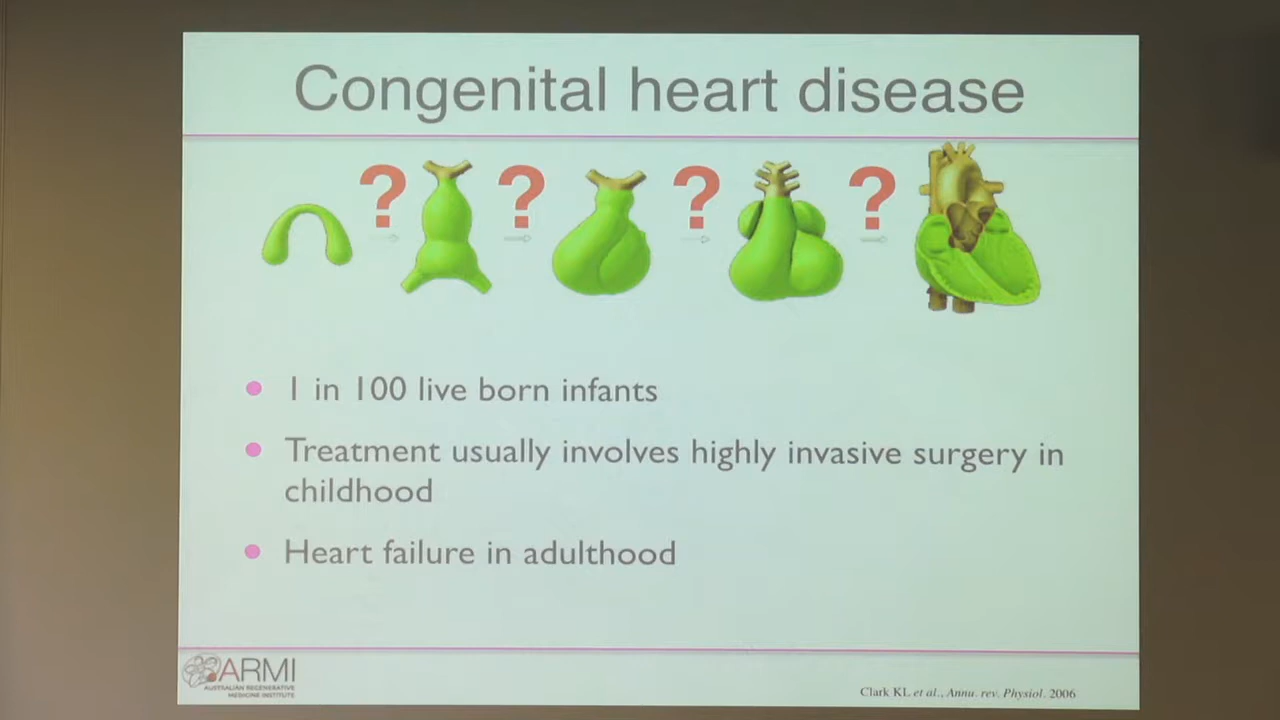 Congenital heart disease
? ? ? ?
1 in 100 live born infants
Treatment usually involves highly invasive surgery in
childhood
Heart failure in adulthood
ARMI
AUSTRALIAN REGENERATIVE
MEDICINE INSTITUTE
Clark KL et al., Annu. rev. Physiol. 2006